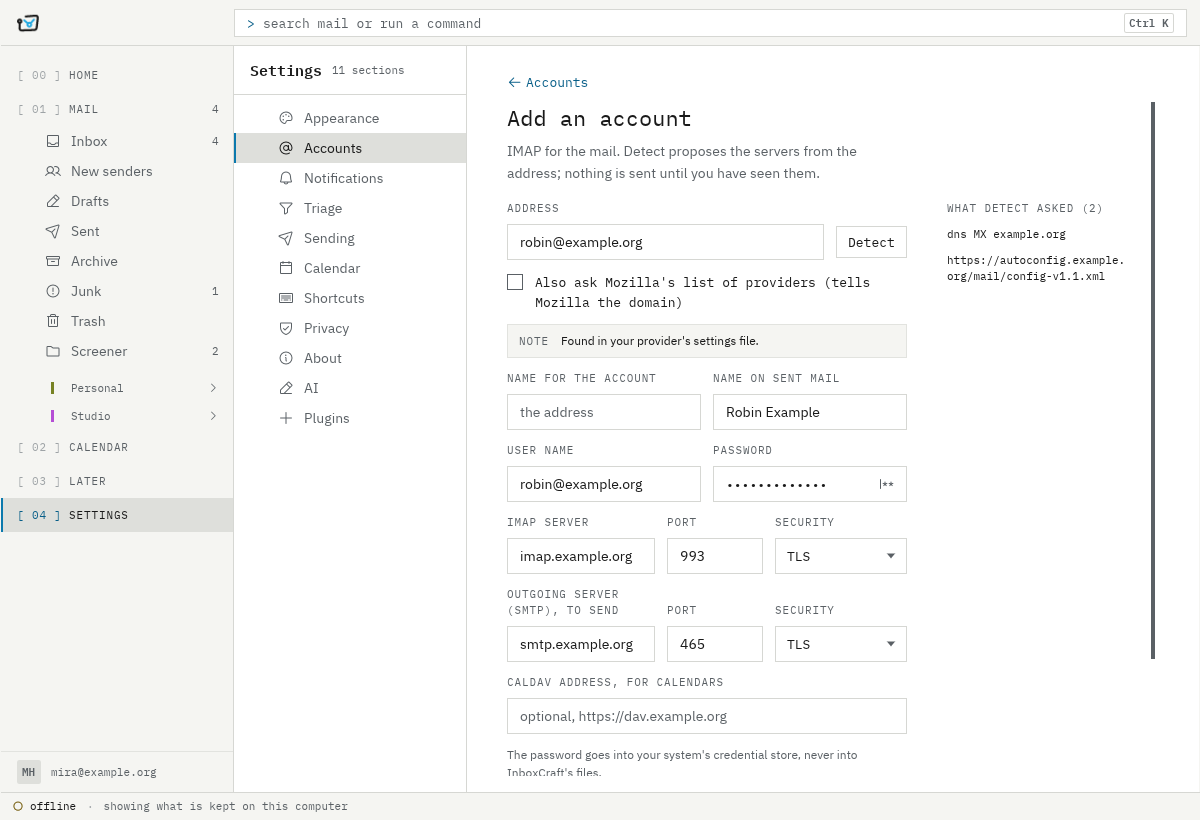 > search mail or run a command
Ctrl K
[ 00 ] HOME
[ 01 ] MAIL 4
Inbox 4
New senders
Drafts
Sent
Archive
Junk 1
Trash
Screener 2
Personal
Studio
[ 02 ] CALENDAR
[ 03 ] LATER
[ 04 ] SETTINGS
MH mira@example.org
Settings 11 sections
Appearance
Accounts
Notifications
Triage
Sending
Calendar
Shortcuts
Privacy
About
AI
Plugins
← Accounts
Add an account
IMAP for the mail. Detect proposes the servers from the
address; nothing is sent until you have seen them.
ADDRESS
robin@example.org
Detect
Also ask Mozilla's list of providers (tells
Mozilla the domain)
NOTE Found in your provider's settings file.
NAME FOR THE ACCOUNT NAME ON SENT MAIL
the address Robin Example
USER NAME PASSWORD
robin@example.org ••••••••••••• |**
IMAP SERVER PORT SECURITY
imap.example.org 993 TLS
OUTGOING SERVER
(SMTP), TO SEND PORT SECURITY
smtp.example.org 465 TLS
CALDAV ADDRESS, FOR CALENDARS
optional, https://dav.example.org
The password goes into your system's credential store, never into
InboxCraft's files.
WHAT DETECT ASKED (2)
dns MX example.org
https://autoconfig.example.
org/mail/config-v1.1.xml
offline · showing what is kept on this computer